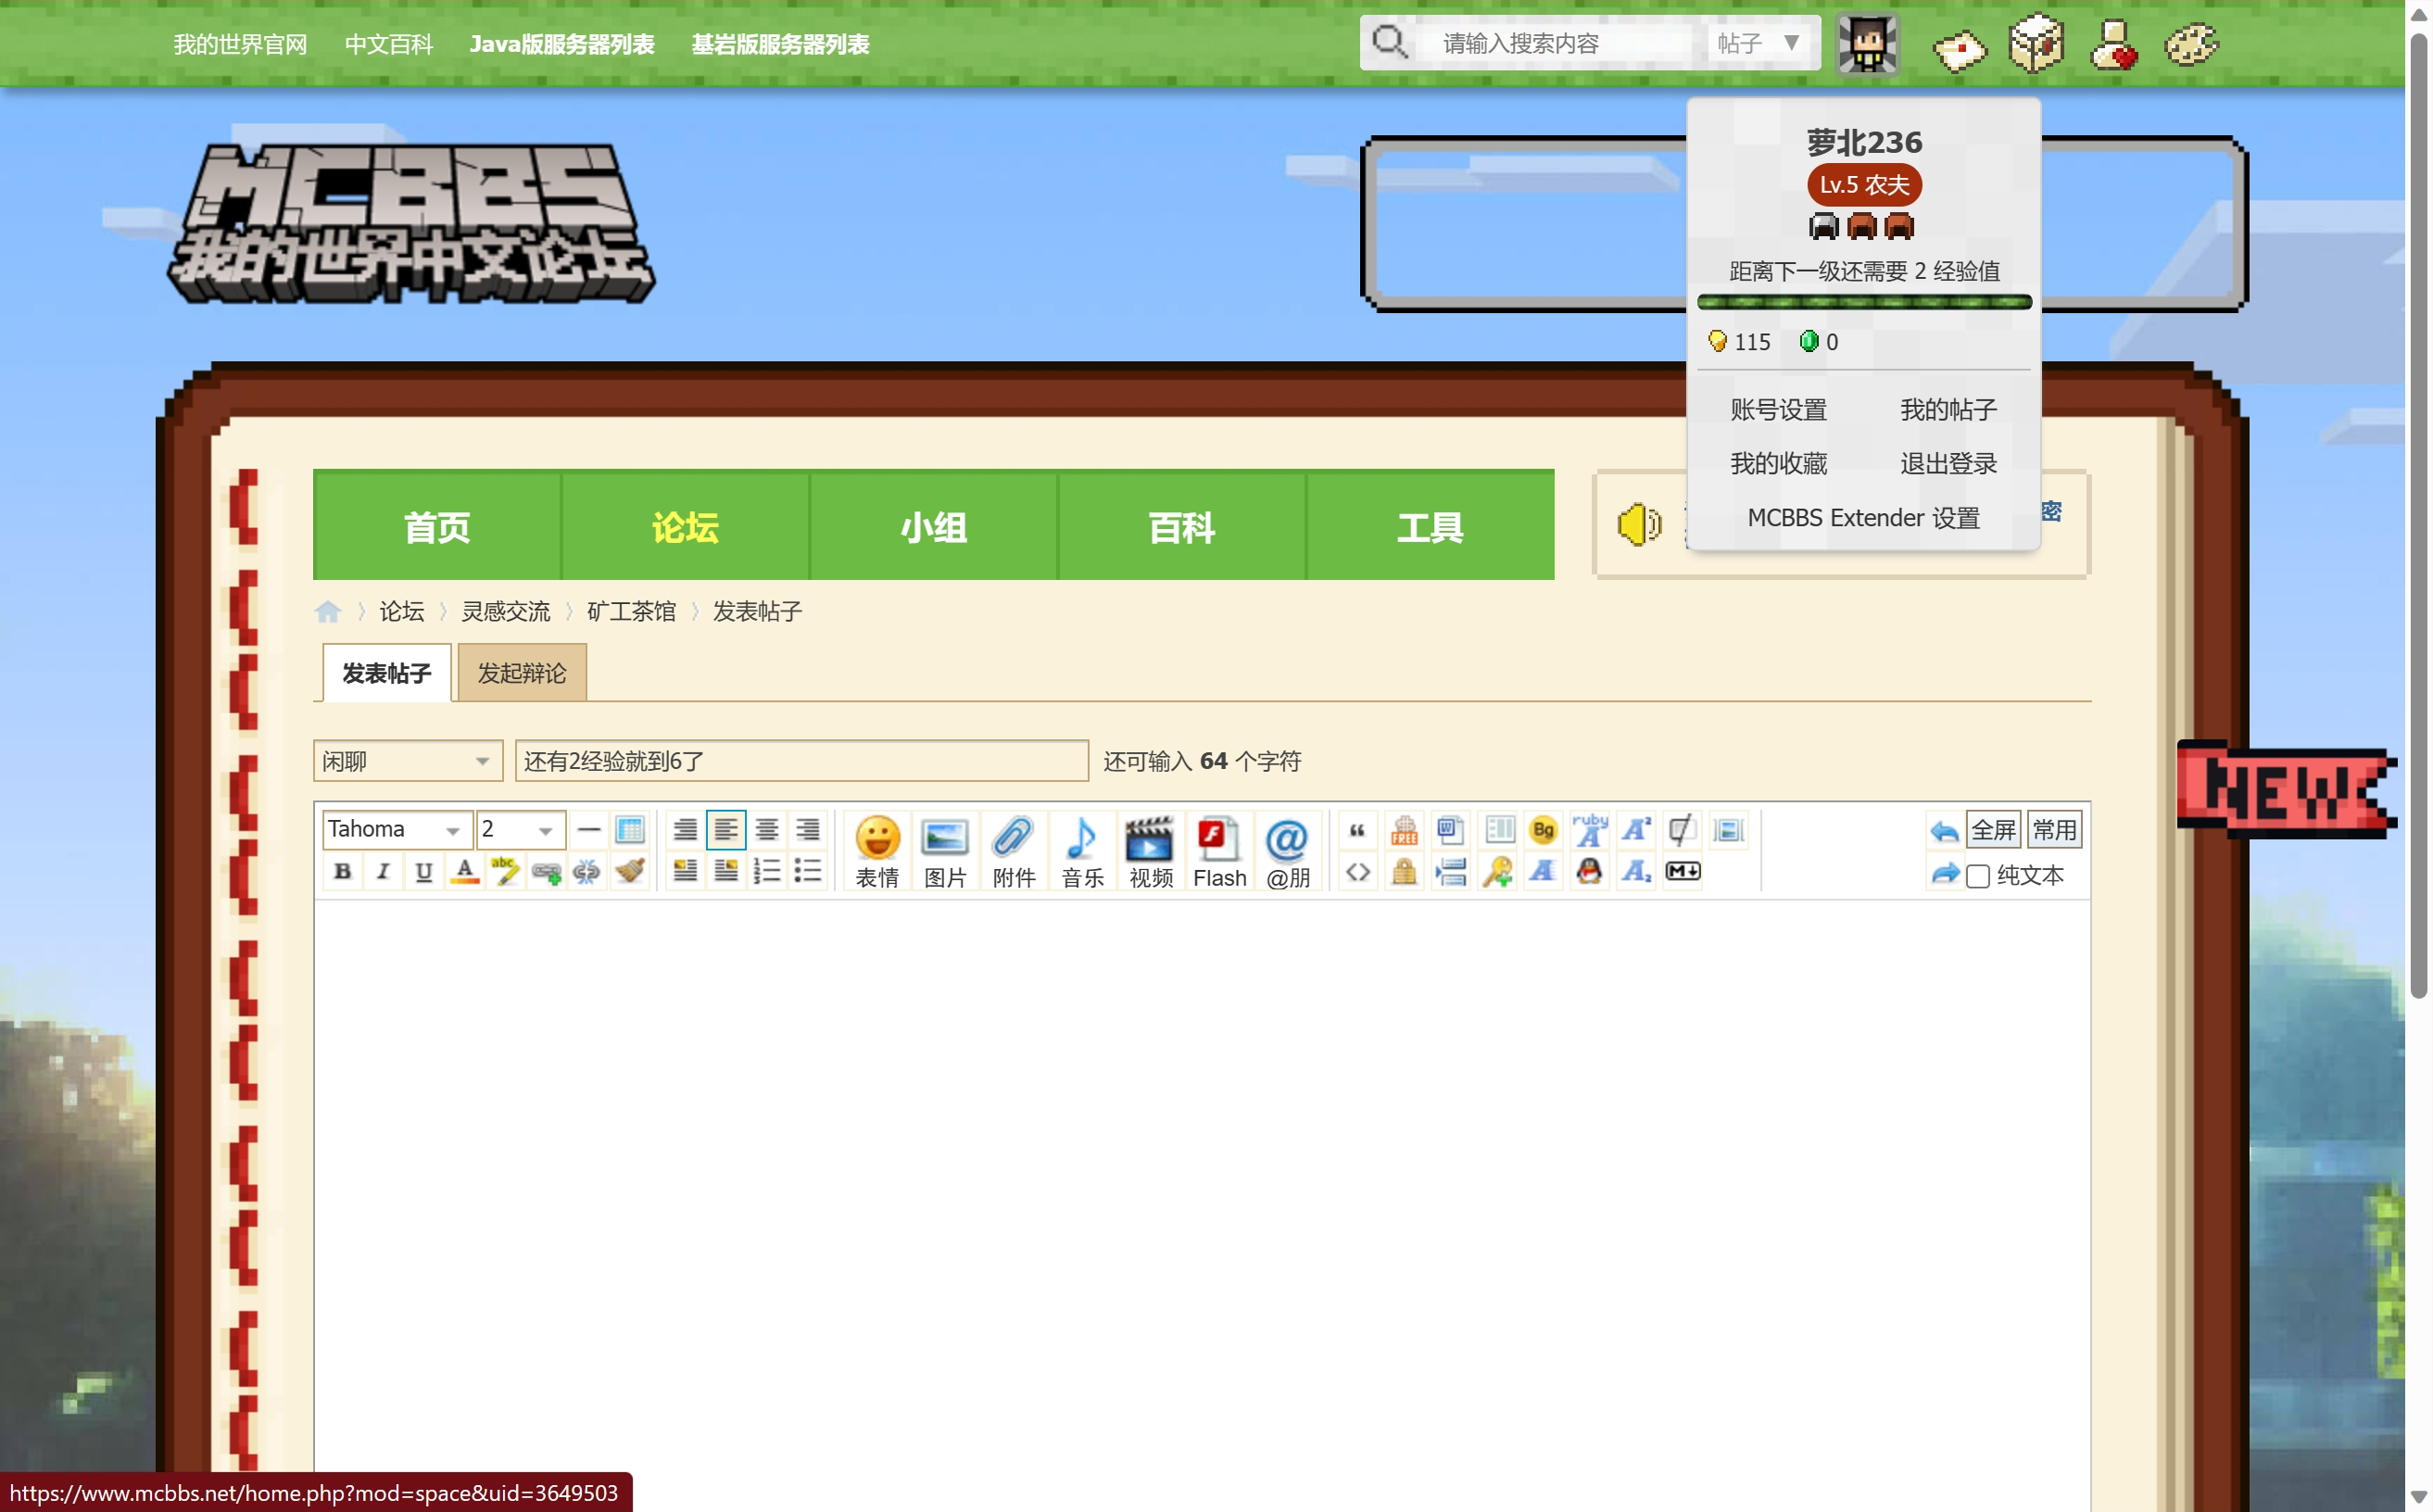 我的世界官网 中文百科 Java版服务器列表 基岩版服务器列表 请输入搜索内容 帖子 ▼
MCBBS
我的世界中文论坛
萝北236
Lv.5 农夫
距离下一级还需要 2 经验值
115 0
账号设置 我的帖子
我的收藏 退出登录
MCBBS Extender 设置
首页 论坛 小组 百科 工具
密
论坛 〉 灵感交流 〉 矿工茶馆 〉 发表帖子
发表帖子 发起辩论
闲聊 还有2经验就到6了 还可输入 64 个字符
NEW
Tahoma 2 全屏 常用
表情 图片 附件 音乐 视频 Flash @朋 纯文本
https://www.mcbbs.net/home.php?mod=space&uid=3649503